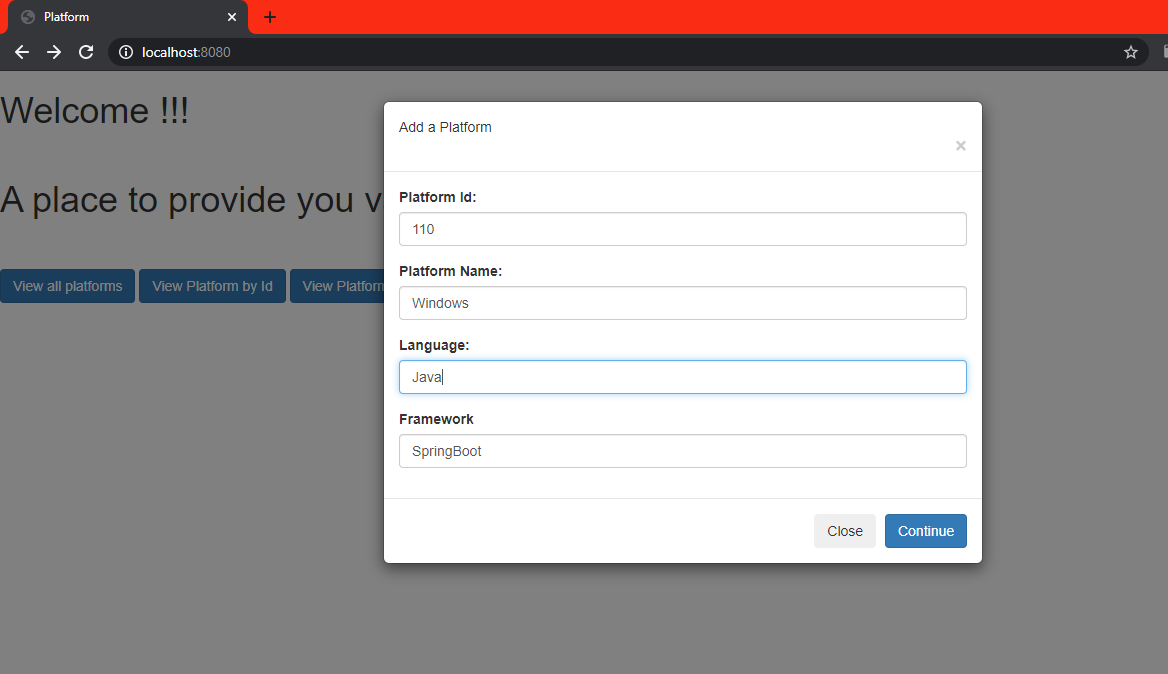 Platform
localhost:8080
Welcome !!!
A place to provide you v
View all platforms
View Platform by Id
View Platform
Add a Platform
×
Platform Id:
110
Platform Name:
Windows
Language:
Java
Framework
SpringBoot
Close
Continue